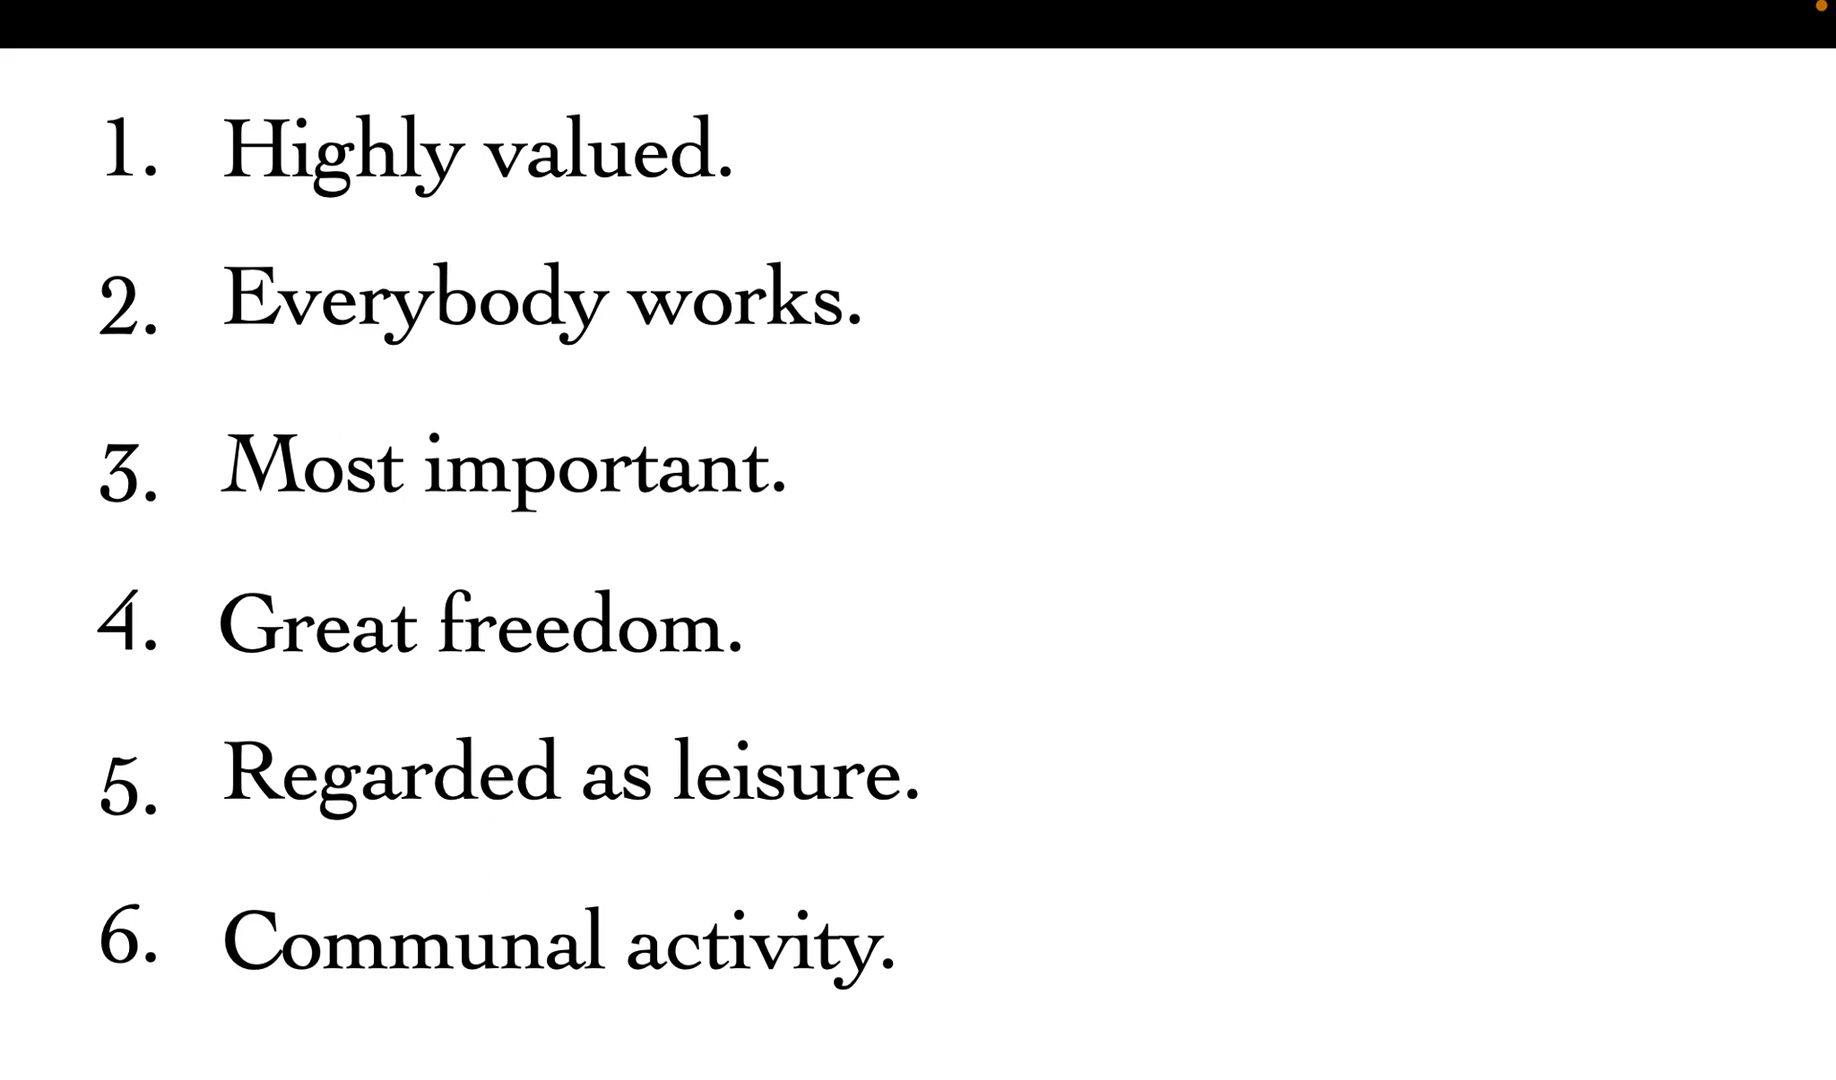 1. Highly valued.
2. Everybody works.
3. Most important.
4. Great freedom.
5. Regarded as leisure.
6. Communal activity.